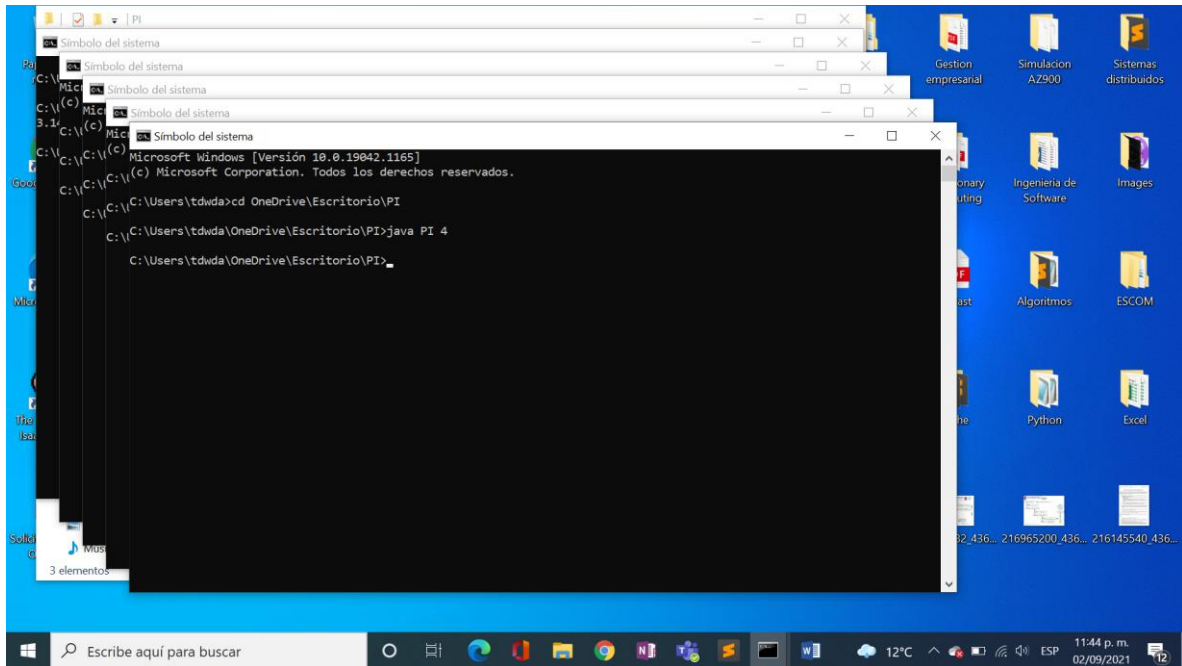 PI
Símbolo del sistema
Símbolo del sistema
Símbolo del sistema
Símbolo del sistema
Símbolo del sistema
Microsoft Windows [Versión 10.0.19042.1165]
(c) Microsoft Corporation. Todos los derechos reservados.
C:\Users\tdwda>cd OneDrive\Escritorio\PI
C:\Users\tdwda\OneDrive\Escritorio\PI>java PI 4
C:\Users\tdwda\OneDrive\Escritorio\PI>
3 elementos
Gestion empresarial
Simulacion AZ900
Sistemas distribuidos
Ingenieria de Software
Images
Algoritmos
ESCOM
Python
Excel
216965200_436...
216145540_436...
Escribe aquí para buscar
12°C
ESP
11:44 p. m.
02/09/2021
12